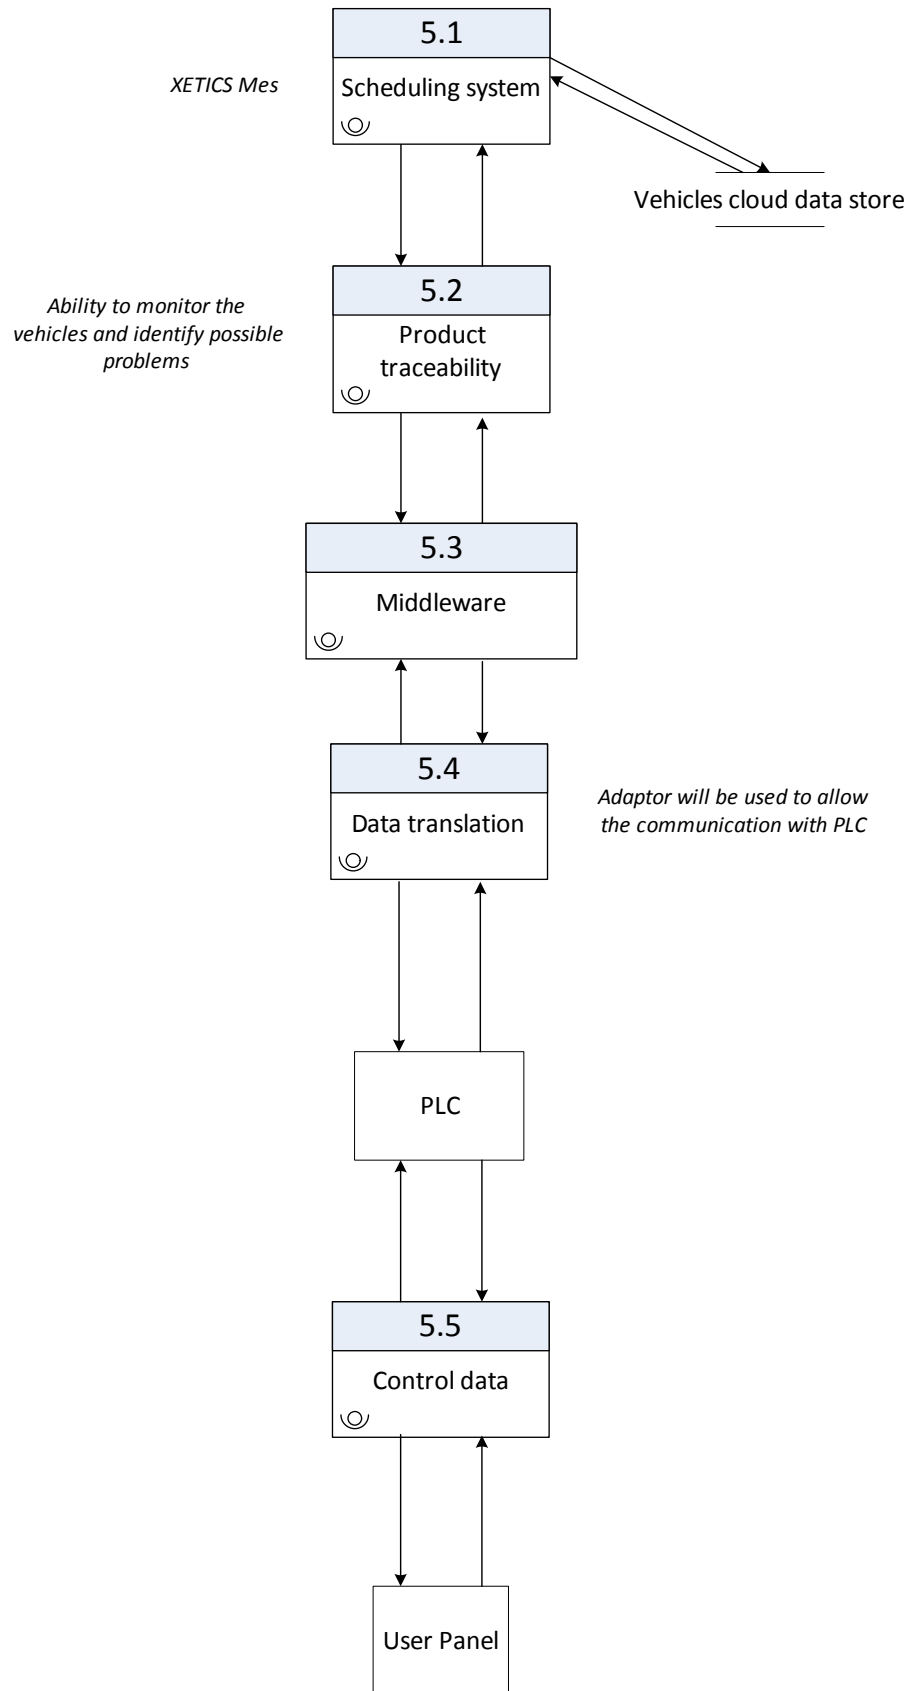 5.1
XETICS Mes
Scheduling system
Vehicles cloud data store
5.2
Ability to monitor the
vehicles and identify possible
problems
Product
traceability
5.3
Middleware
5.4
Data translation
Adaptor will be used to allow
the communication with PLC
PLC
5.5
Control data
User Panel